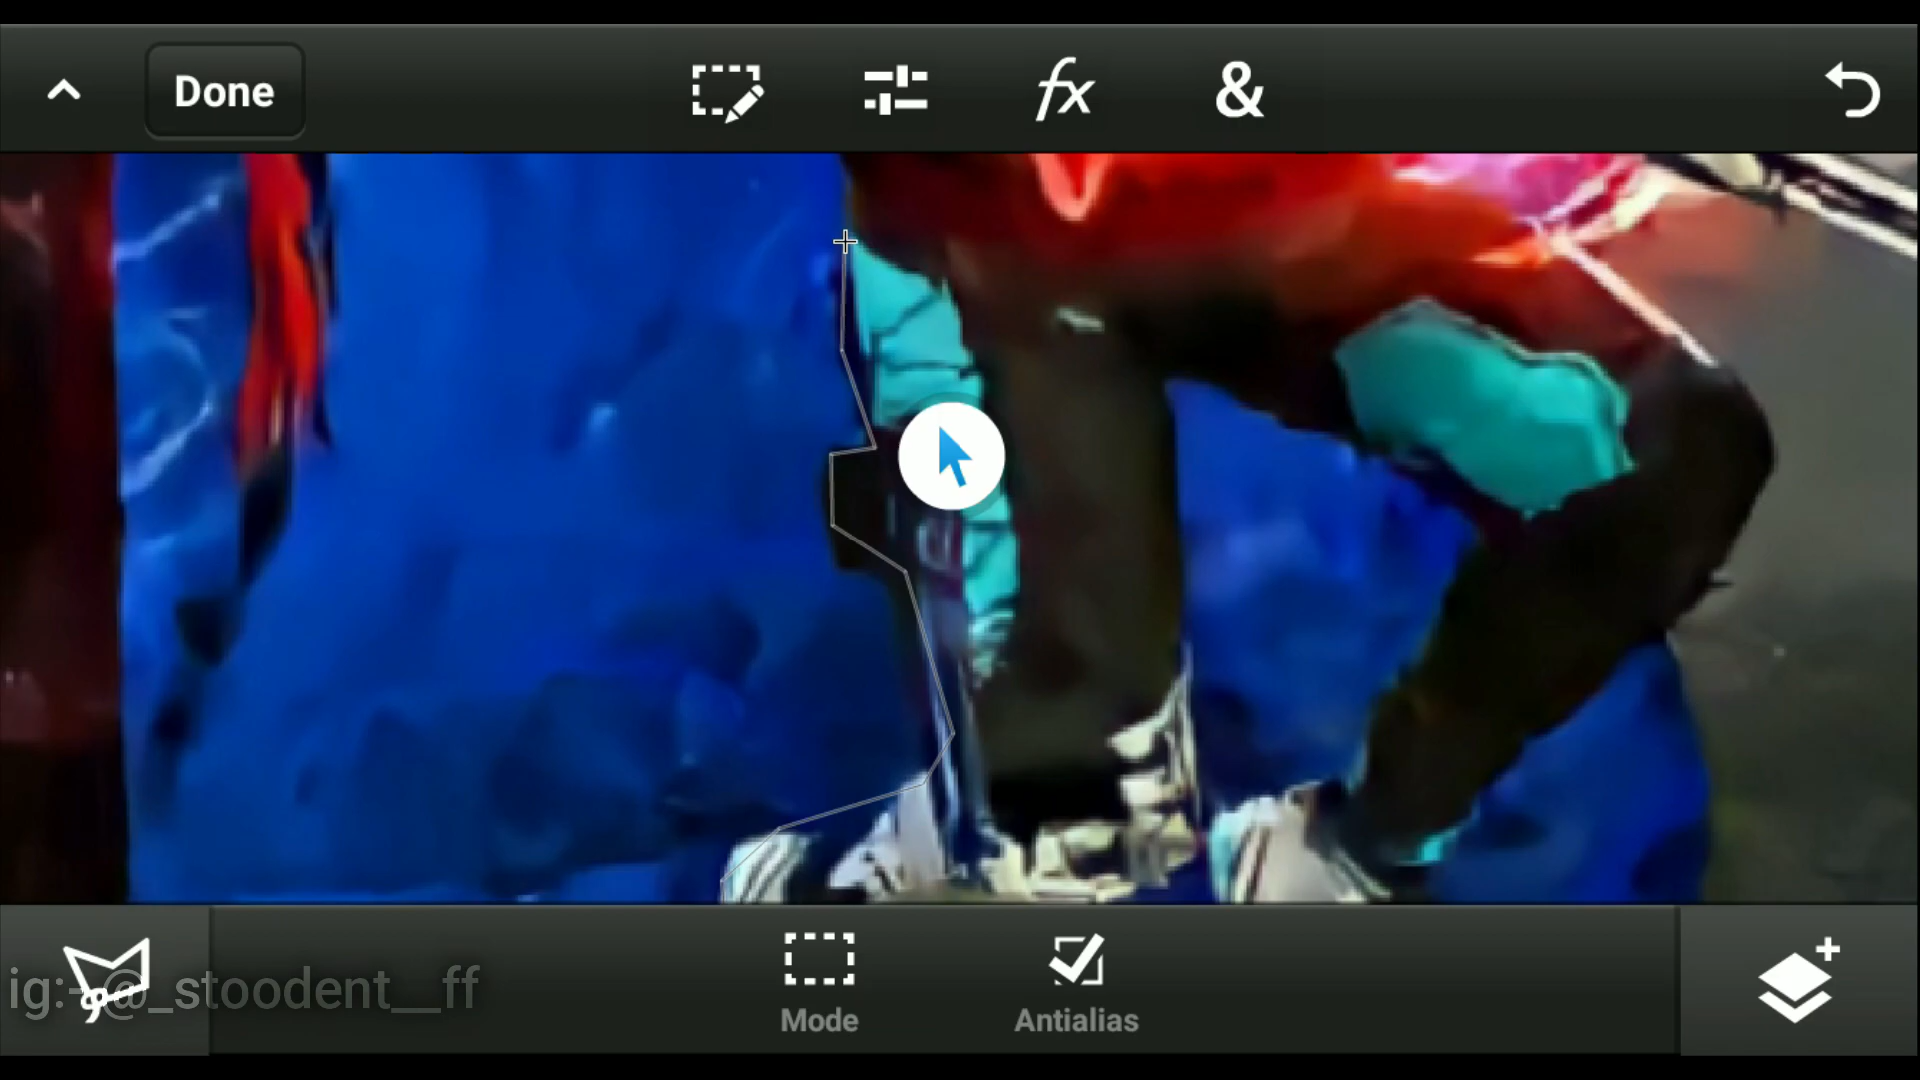 Done
fx
&
ig:-@_stoodent__ff
Mode
Antialias